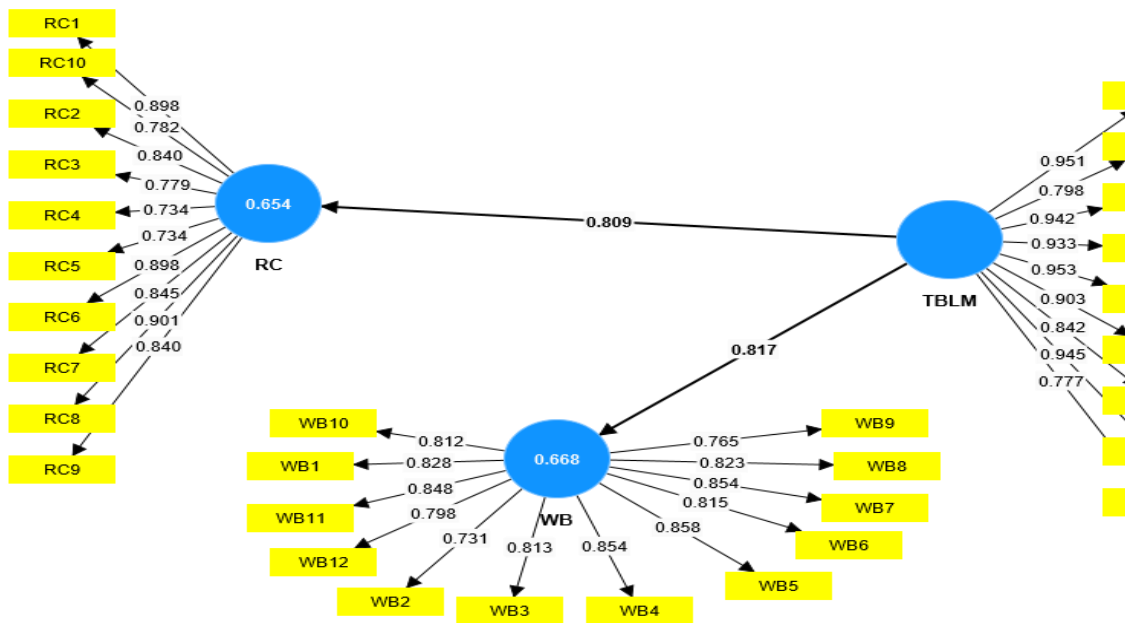 RC1
RC10
RC2
RC3
RC4
RC5
RC6
RC7
RC8
RC9
0.898
0.782
0.840
0.779
0.734
0.734
0.898
0.845
0.901
0.840
0.654
RC
0.809
0.817
TBLM
0.951
0.798
0.942
0.933
0.953
0.903
0.842
0.945
0.777
WB10
WB1
WB11
WB12
WB2
WB3
WB4
WB5
WB6
WB7
WB8
WB9
0.812
0.828
0.848
0.798
0.731
0.813
0.854
0.858
0.815
0.854
0.823
0.765
0.668
WB